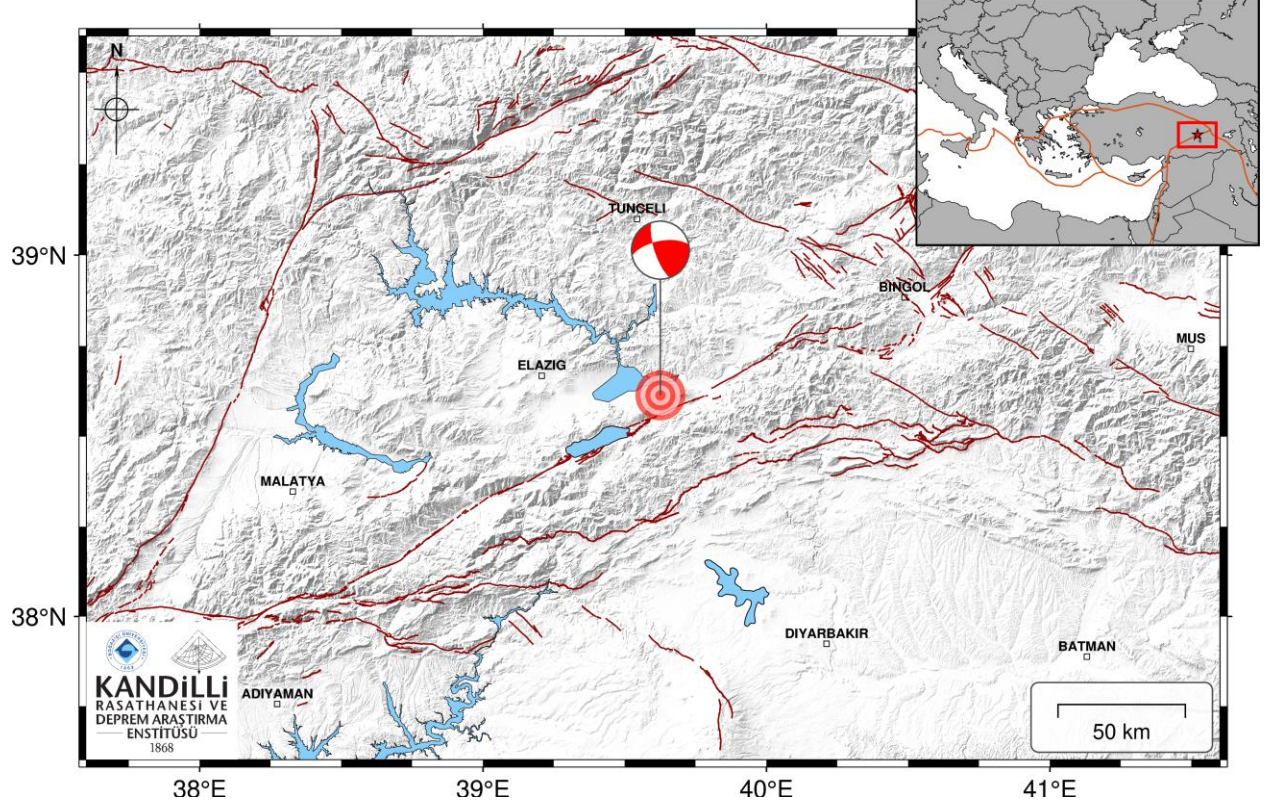 N
39°N
38°N
TUNCELI
BINGOL
MUS
ELAZIG
MALATYA
DIYARBAKIR
BATMAN
ADIYAMAN
KANDİLLİ
RASATHANESİ VE
DEPREM ARAŞTIRMA
ENSTİTÜSÜ
1868
50 km
38°E
39°E
40°E
41°E